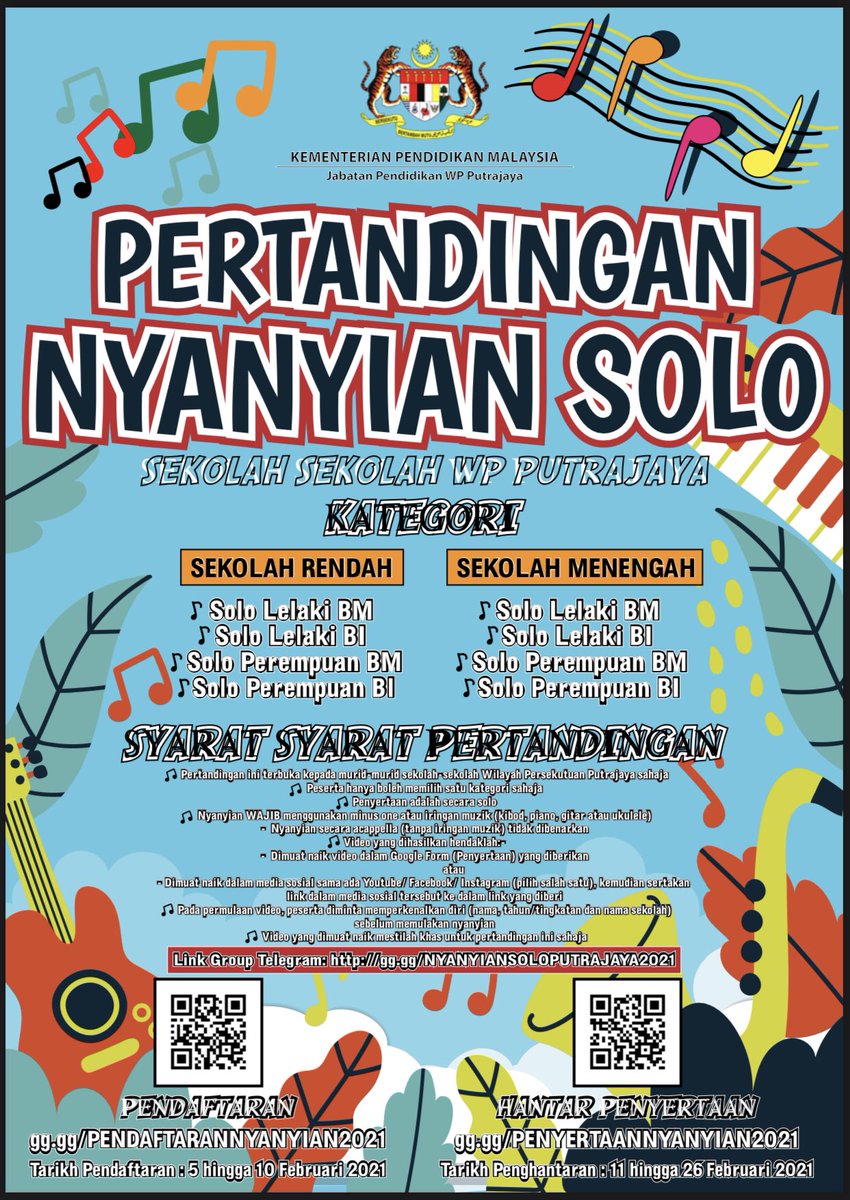 BERSEKUTU BERTAMBAH MUTU
KEMENTERIAN PENDIDIKAN MALAYSIA
Jabatan Pendidikan WP Putrajaya
PERTANDINGAN
NYANYIAN SOLO
SEKOLAH SEKOLAH WP PUTRAJAYA
KATEGORI
SEKOLAH RENDAH
Solo Lelaki BM
Solo Lelaki BI
Solo Perempuan BM
Solo Perempuan BI
SEKOLAH MENENGAH
Solo Lelaki BM
Solo Lelaki BI
Solo Perempuan BM
Solo Perempuan BI
SYARAT SYARAT PERTANDINGAN
Pertandingan ini terbuka kepada murid-murid sekolah-sekolah Wilayah Persekutuan Putrajaya sahaja
Peserta hanya boleh memilih satu kategori sahaja
Penyertaan adalah secara solo
Nyanyian WAJIB menggunakan minus one atau iringan muzik (kibod, piano, gitar atau ukulele)
- Nyanyian secara acappella (tanpa iringan muzik) tidak dibenarkan
Video yang dihasilkan hendaklah:-
- Dimuat naik video dalam Google Form (Penyertaan) yang diberikan
atau
- Dimuat naik dalam media sosial sama ada Youtube/ Facebook/ Instagram (pilih salah satu), kemudian sertakan
link dalam media sosial tersebut ke dalam link yang diberi
Pada permulaan video, peserta diminta memperkenalkan diri (nama, tahun/tingkatan dan nama sekolah)
sebelum memulakan nyanyian
Video yang dimuat naik mestilah khas untuk pertandingan ini sahaja
Link Group Telegram: http:///gg.gg/NYANYIANSOLOPUTRAJAYA2021
PENDAFTARAN
gg.gg/PENDAFTARANNYANYIAN2021
Tarikh Pendaftaran : 5 hingga 10 Februari 2021
HANTAR PENYERTAAN
gg.gg/PENYERTAANNYANYIAN2021
Tarikh Penghantaran : 11 hingga 26 Februari 2021